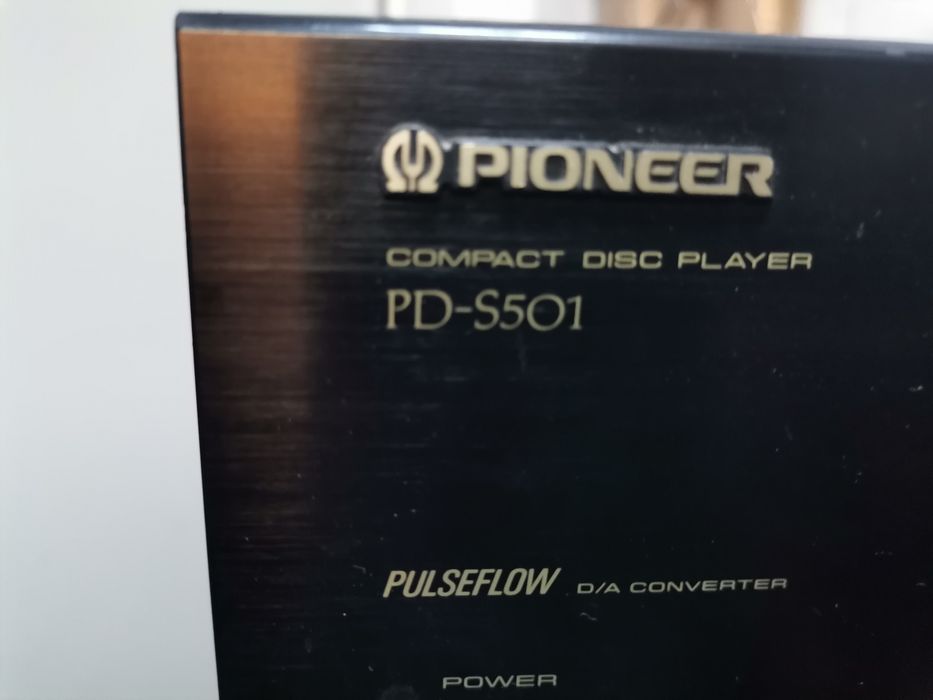 PIONEER
COMPACT DISC PLAYER
PD-S501
PULSEFLOW D/A CONVERTER
POWER